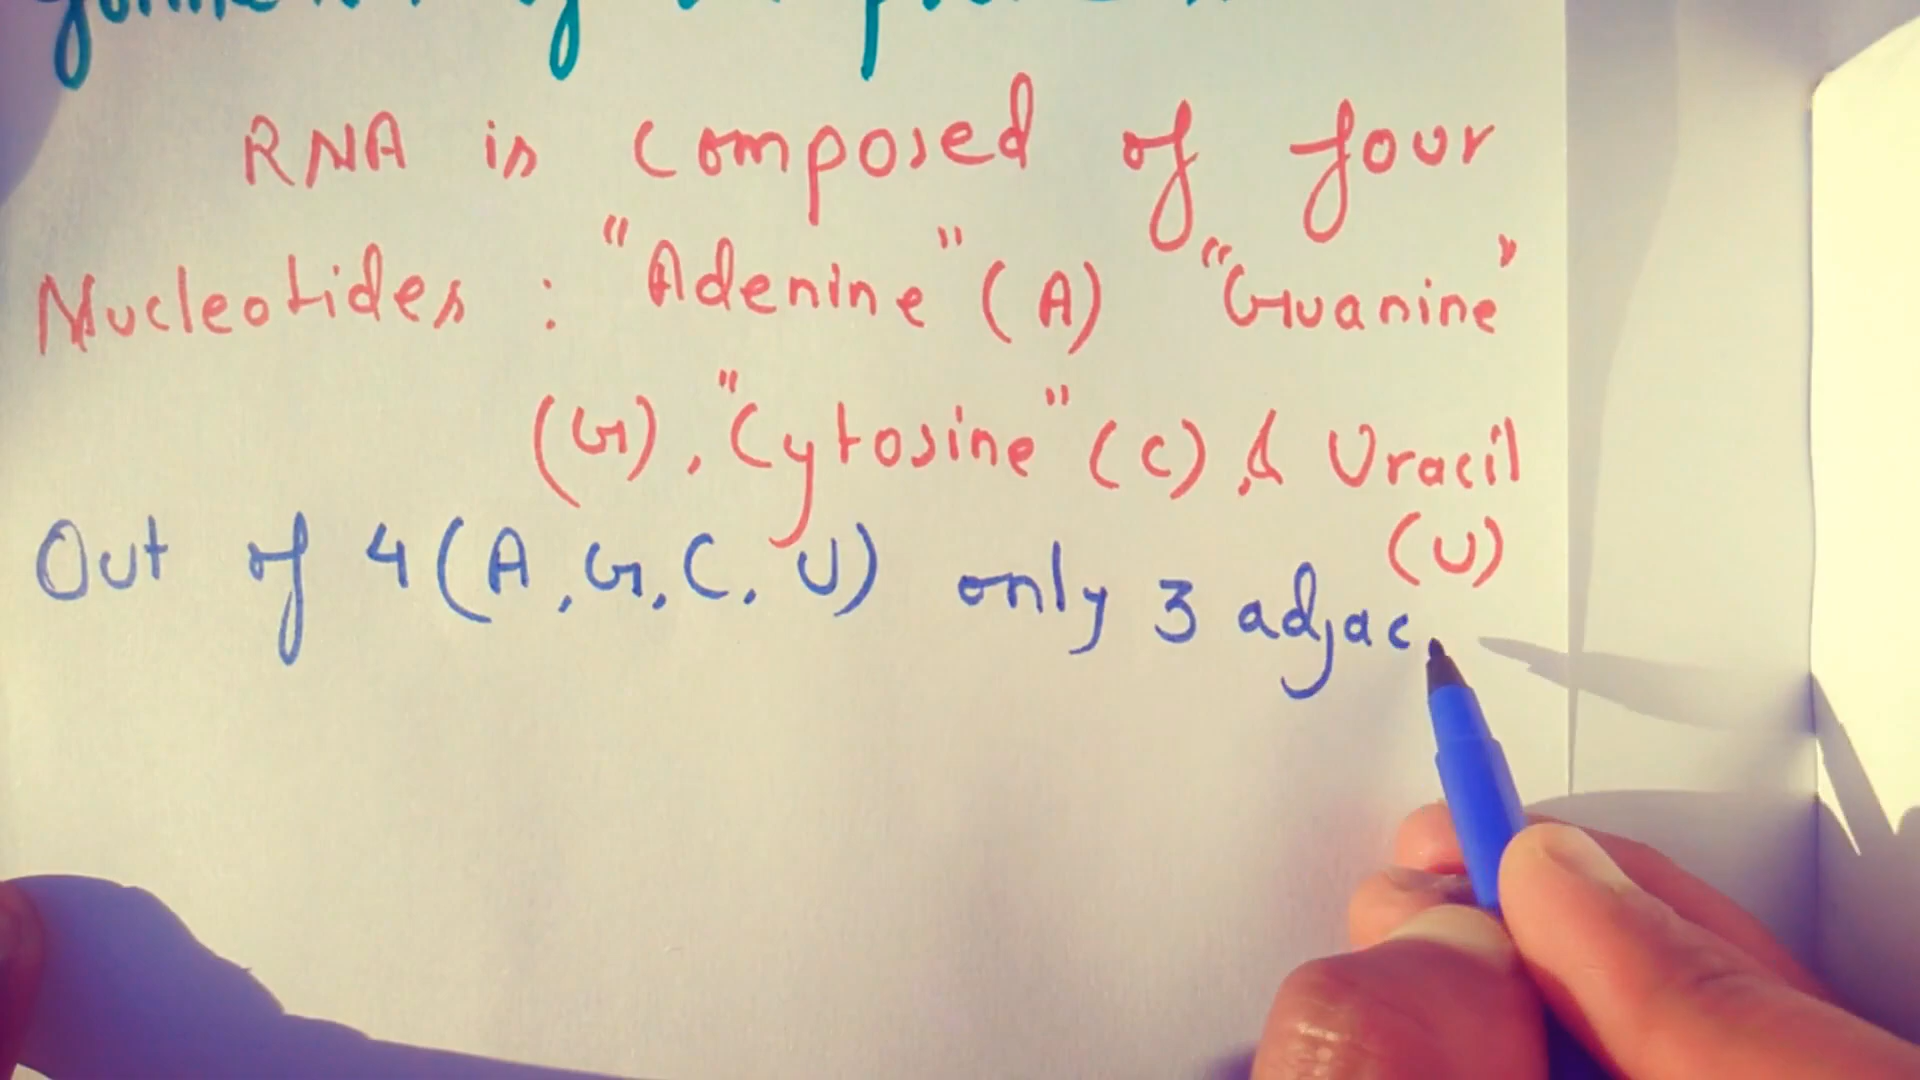 RNA is composed of four
Nucleotides : "Adenine" (A) "Guanine"
(G), "Cytosine" (C), & Uracil
(U)
Out of 4 (A, G, C, U) only 3 adjac